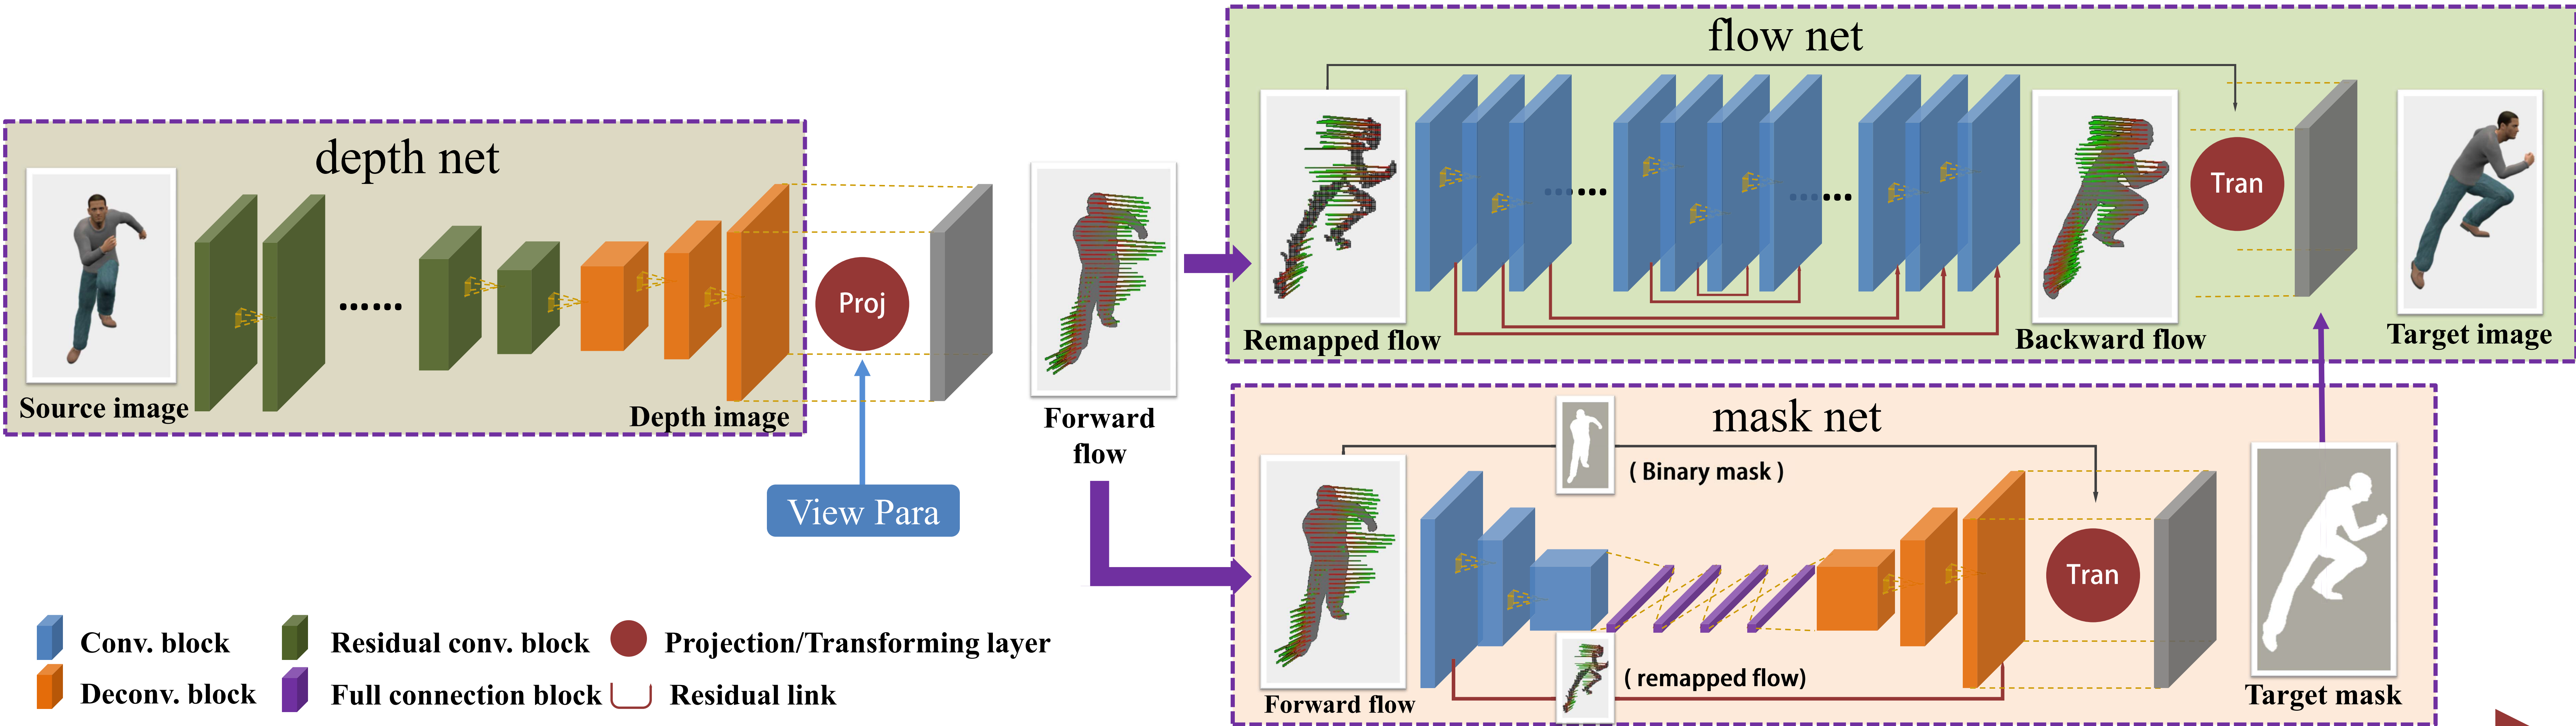 depth net
Source image
Depth image
Proj
View Para
Forward
flow
flow net
Remapped flow
Backward flow
Tran
Target image
mask net
( Binary mask )
Forward flow
( remapped flow)
Tran
Target mask
Conv. block
Residual conv. block
Projection/Transforming layer
Deconv. block
Full connection block
Residual link